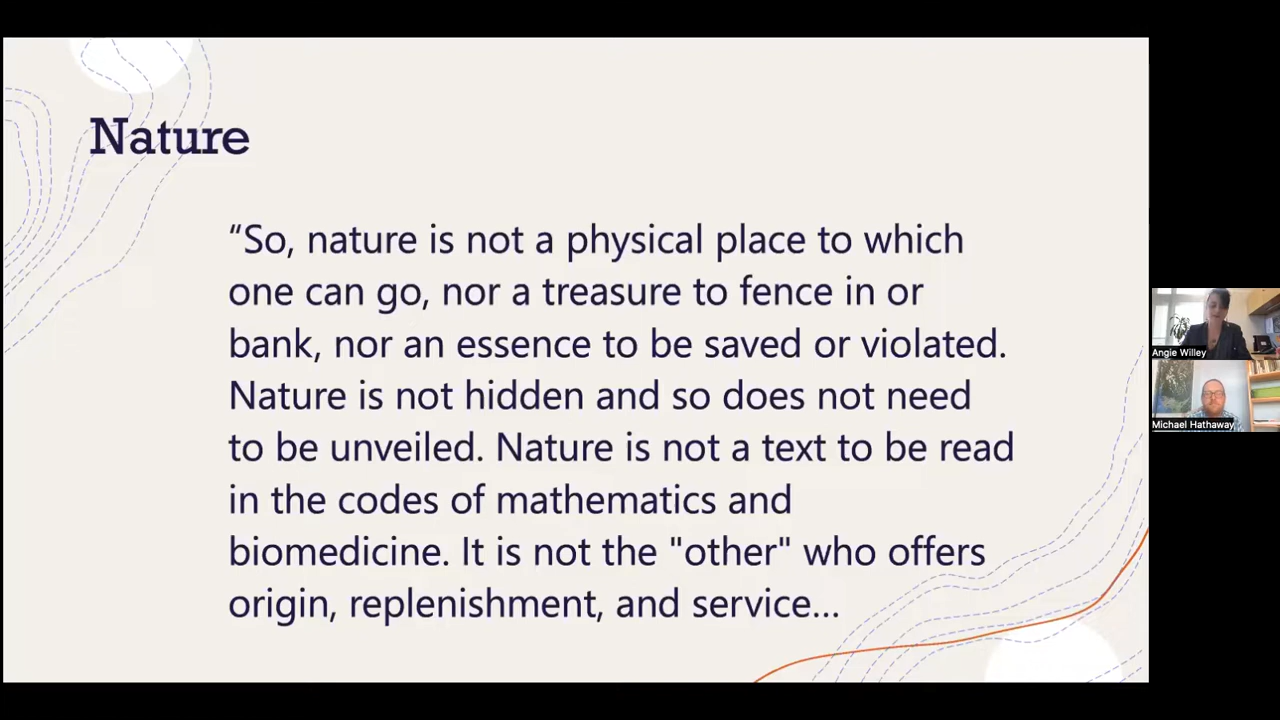 Nature
“So, nature is not a physical place to which
one can go, nor a treasure to fence in or
bank, nor an essence to be saved or violated.
Nature is not hidden and so does not need
to be unveiled. Nature is not a text to be read
in the codes of mathematics and
biomedicine. It is not the "other" who offers
origin, replenishment, and service...
Angie Willey
Michael Hathaway